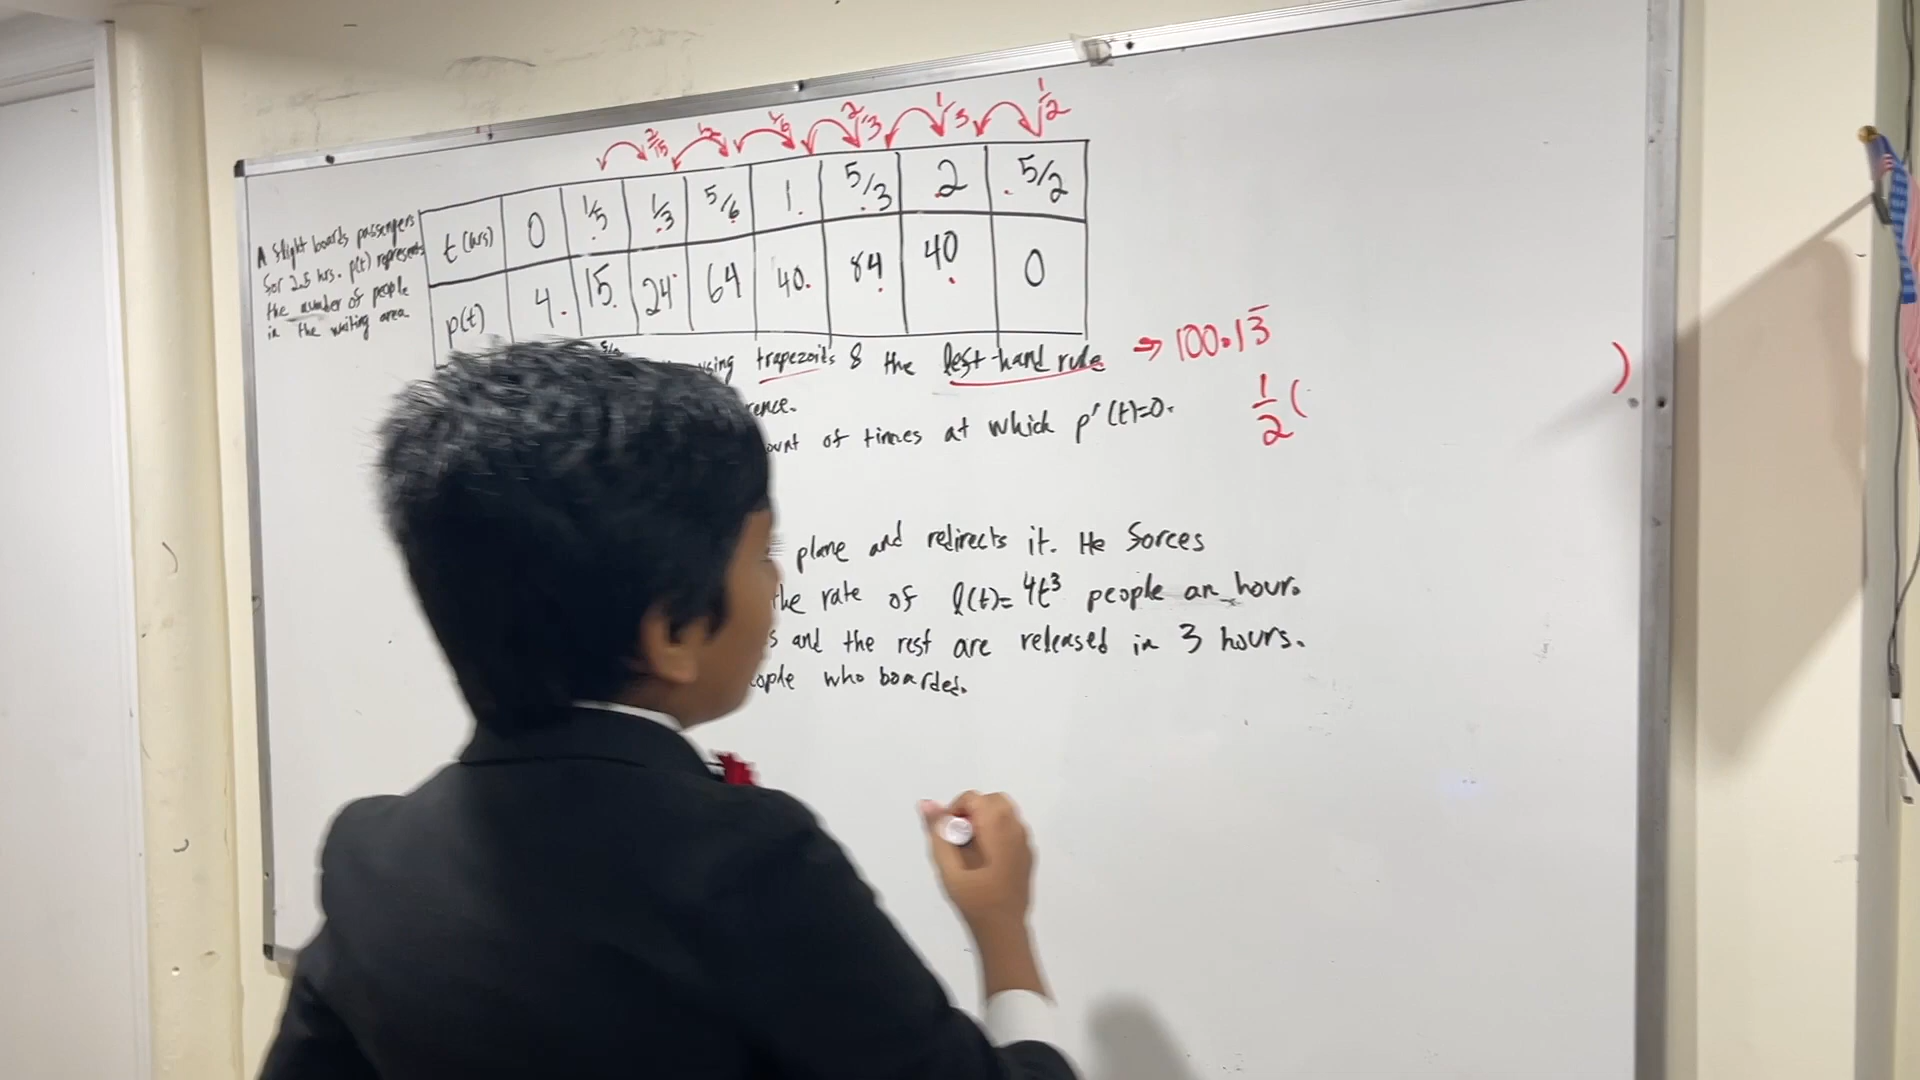 2/15 1/2 1/6 2/3 1/3 1/2
A flight boards passengers
for 2.5 hrs. p(t) represents
the number of people
in the waiting area
t(hrs) 0 1/5 1/3 5/6 1 5/3 2 5/2
p(t) 4 15 24 64 40 84 40 0
using trapezoids & the left-hand rule → 100.13̅
rence.
1/2 ( )
ount of times at which p'(t)=0.
plane and redirects it. He forces
the rate of l(t)= 4t³ people an hour.
s and the rest are released in 3 hours.
eople who boarded.